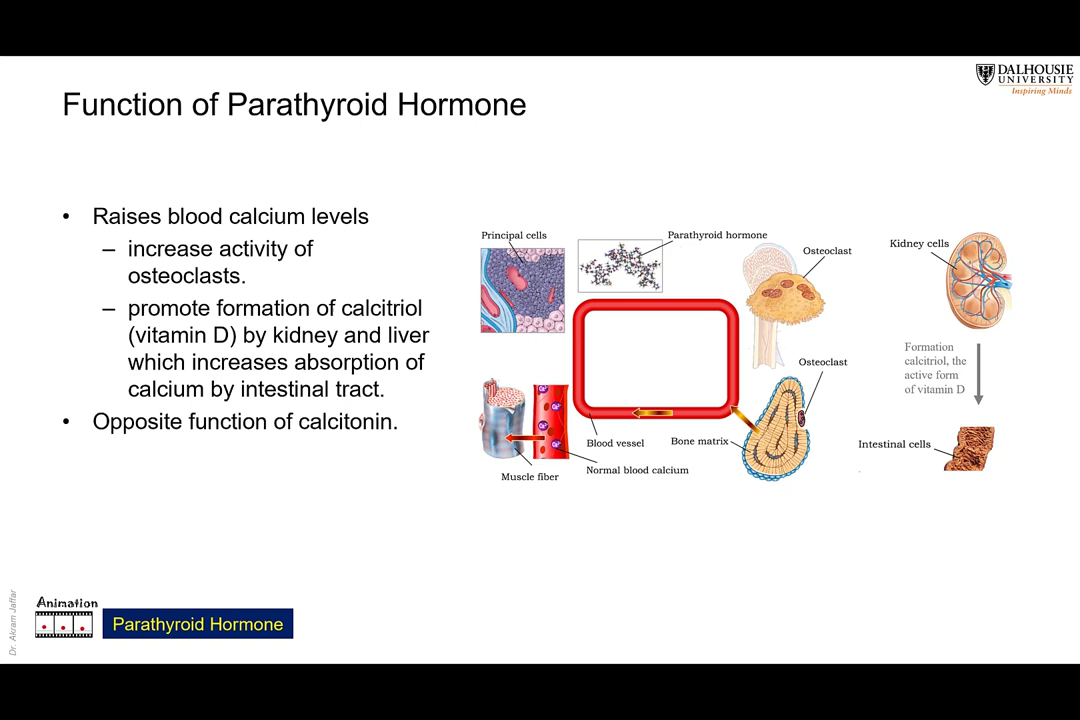 DALHOUSIE
UNIVERSITY
Inspiring Minds
Function of Parathyroid Hormone
• Raises blood calcium levels
– increase activity of
osteoclasts.
– promote formation of calcitriol
(vitamin D) by kidney and liver
which increases absorption of
calcium by intestinal tract.
• Opposite function of calcitonin.
Principal cells
Parathyroid hormone
Osteoclast
Kidney cells
Formation
calcitriol, the
active form
of vitamin D
Osteoclast
Blood vessel
Bone matrix
Intestinal cells
Normal blood calcium
Muscle fiber
Animation
Parathyroid Hormone
Dr. Akram Jaffar